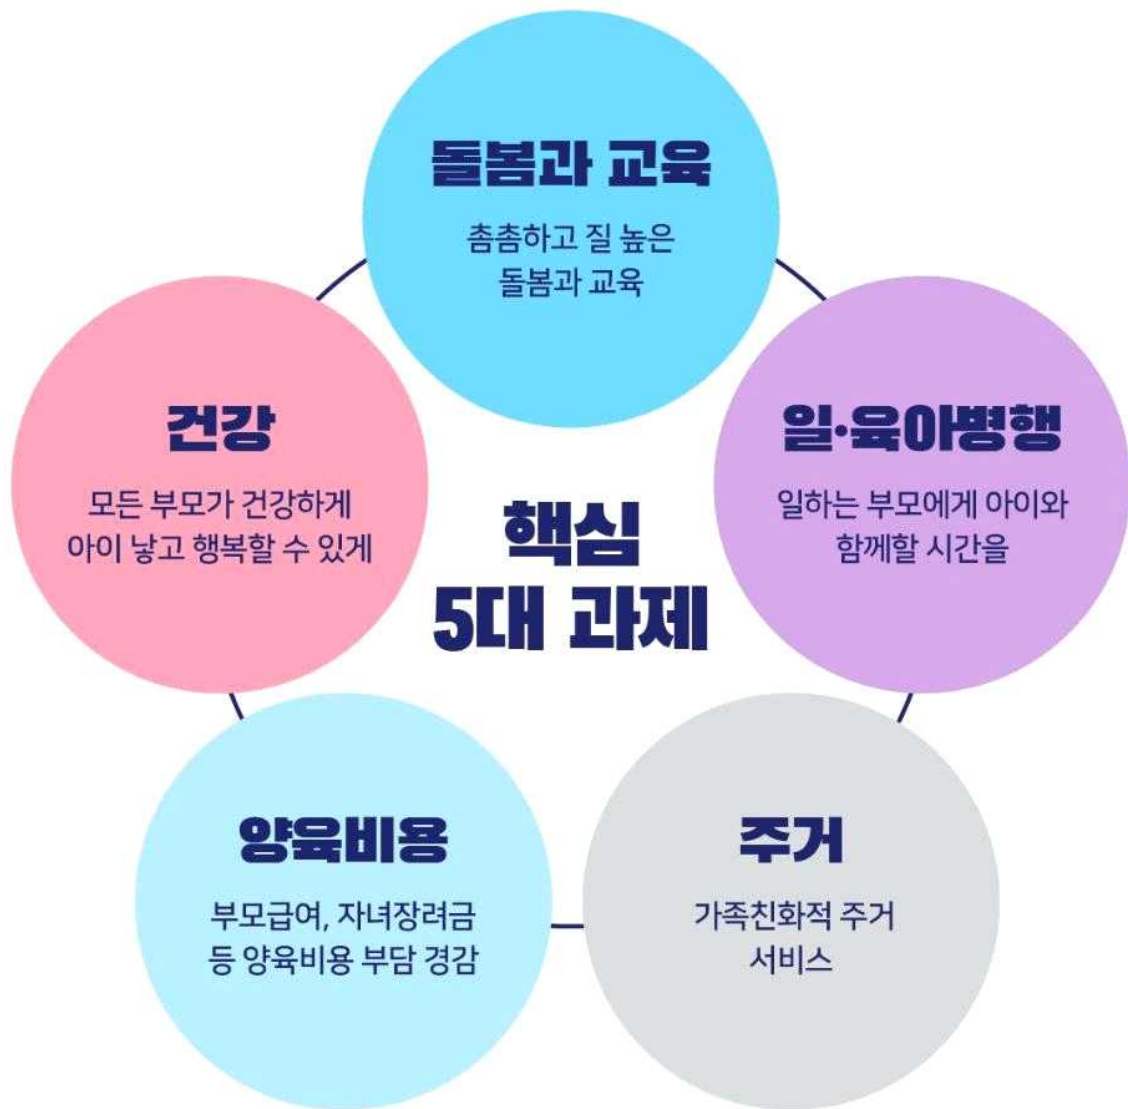 돌봄과 교육
촘촘하고 질 높은
돌봄과 교육
건강
모든 부모가 건강하게
아이 낳고 행복할 수 있게
일·육아병행
일하는 부모에게 아이와
함께할 시간을
핵심
5대 과제
양육비용
부모급여, 자녀장려금
등 양육비용 부담 경감
주거
가족친화적 주거
서비스